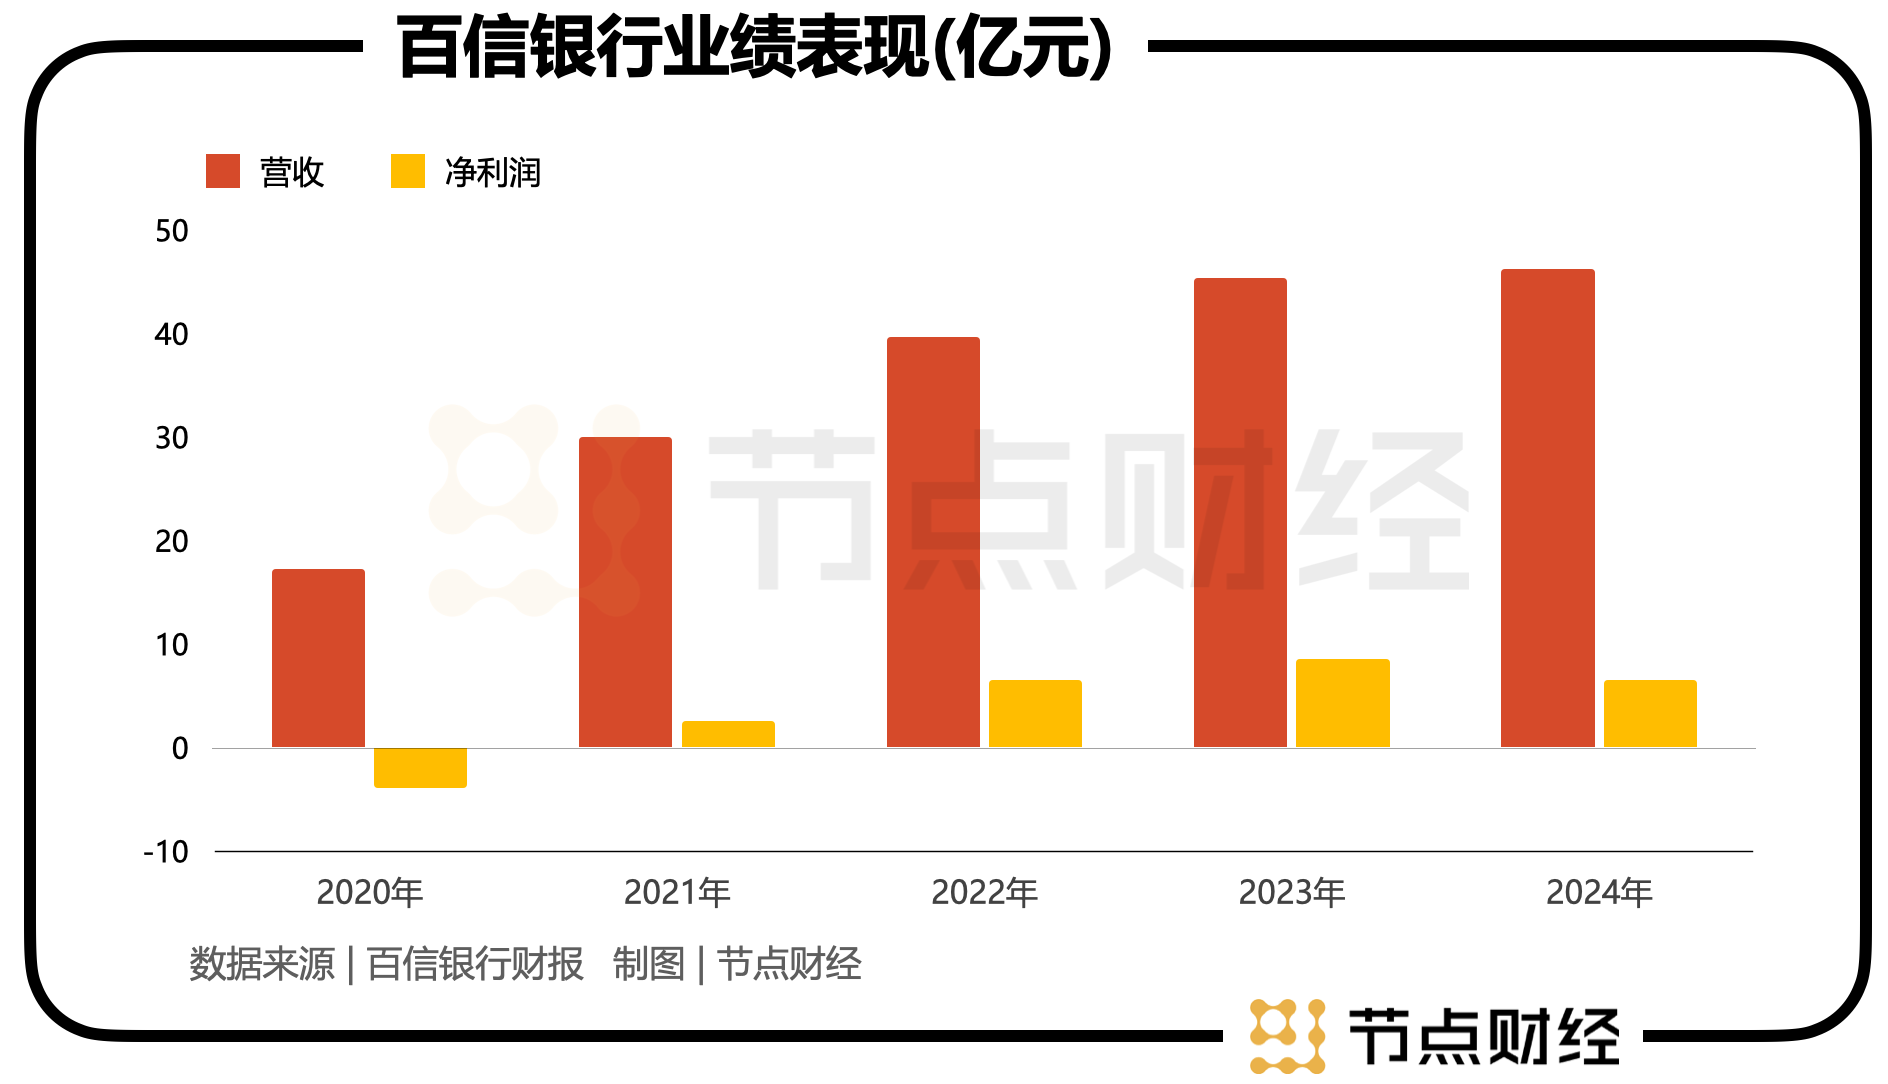 百信银行业绩表现(亿元)
营收 净利润
50
40
30
20
10
0
-10
2020年 2021年 2022年 2023年 2024年
节点财经
数据来源 | 百信银行财报 制图 | 节点财经
节点财经